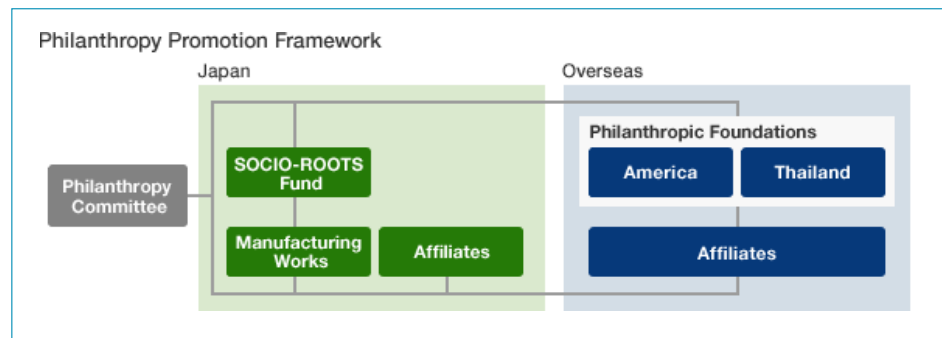 Philanthropy Promotion Framework
Japan
Overseas
Philanthropic Foundations
SOCIO-ROOTS
Fund
America
Thailand
Philanthropy
Committee
Manufacturing
Works
Affiliates
Affiliates